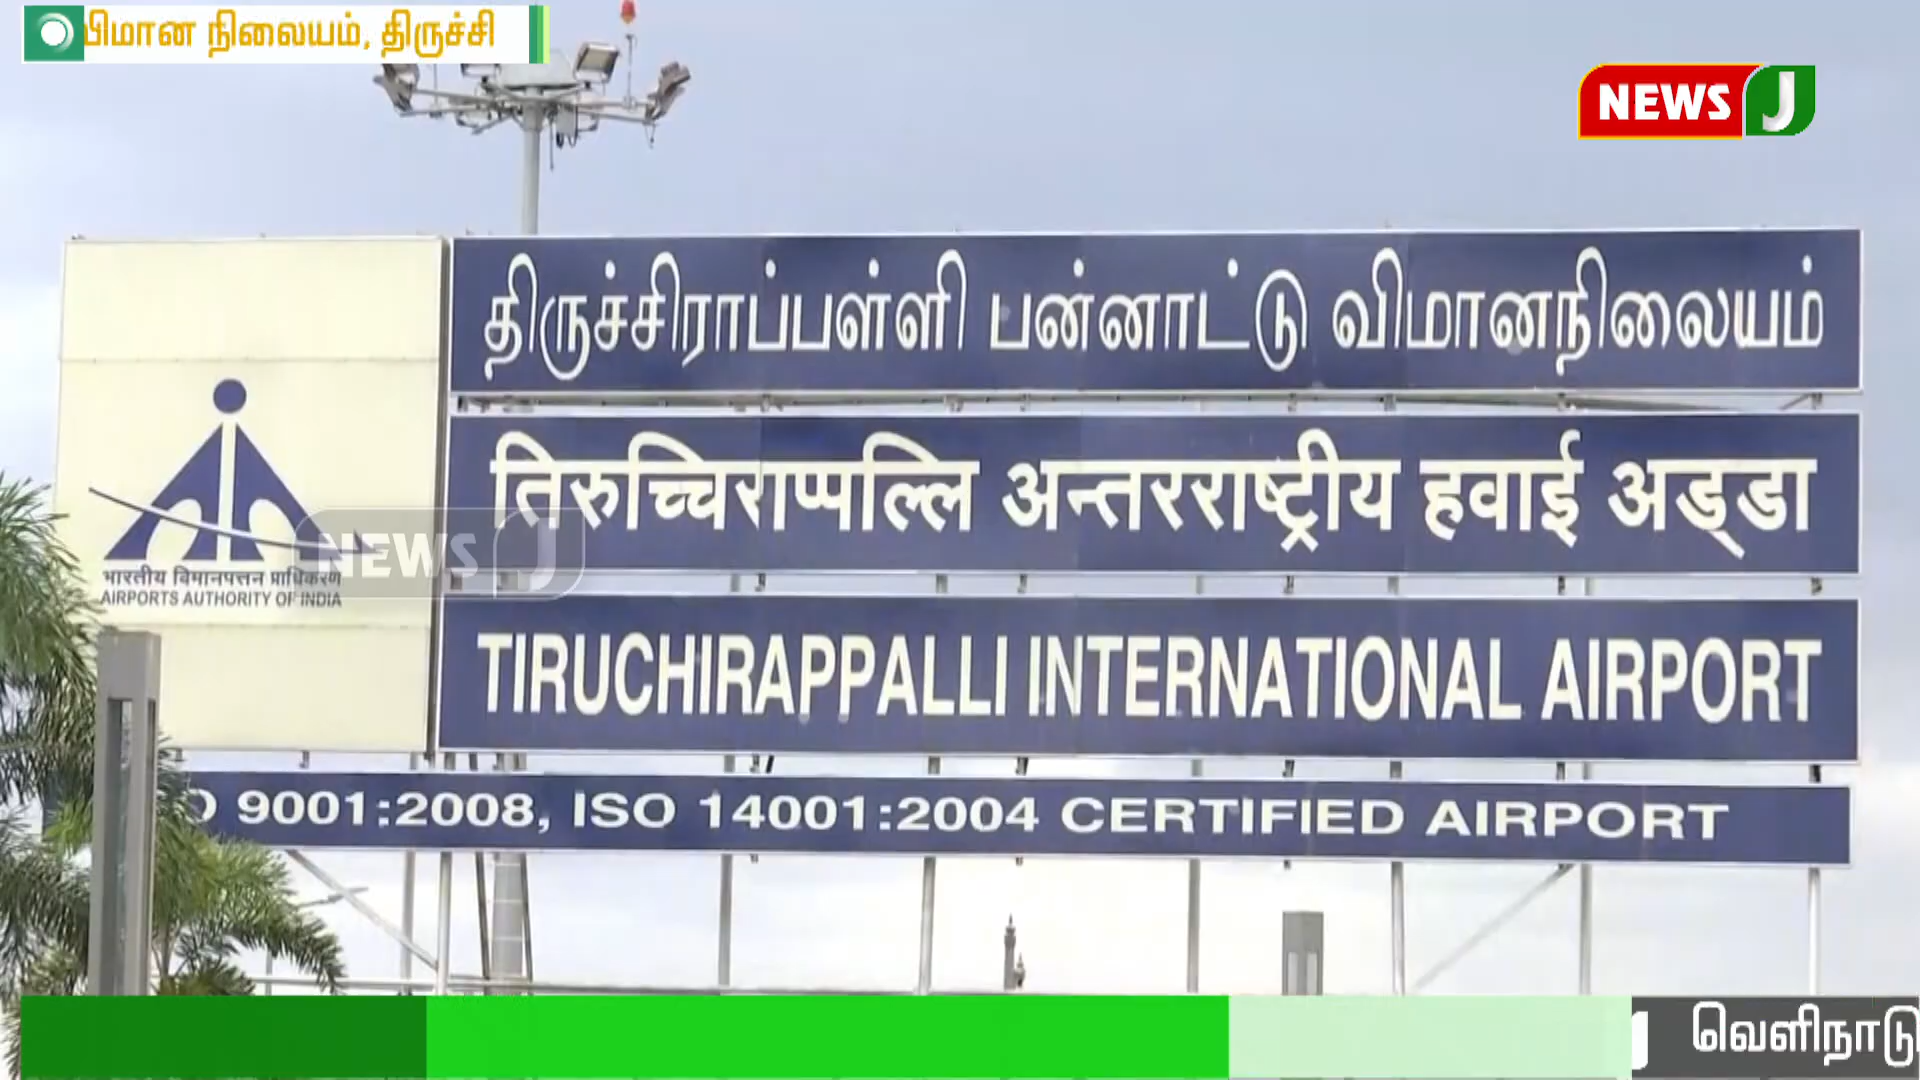 விமான நிலையம், திருச்சி
NEWS J
திருச்சிராப்பள்ளி பன்னாட்டு விமானநிலையம்
तिरुच्चिराप्पल्लि अन्तरराष्ट्रीय हवाई अड्डा
NEWS J
भारतीय विमानपत्तन प्राधिकरण
AIRPORTS AUTHORITY OF INDIA
TIRUCHIRAPPALLI INTERNATIONAL AIRPORT
9001:2008, ISO 14001:2004 CERTIFIED AIRPORT
வெளிநாடு